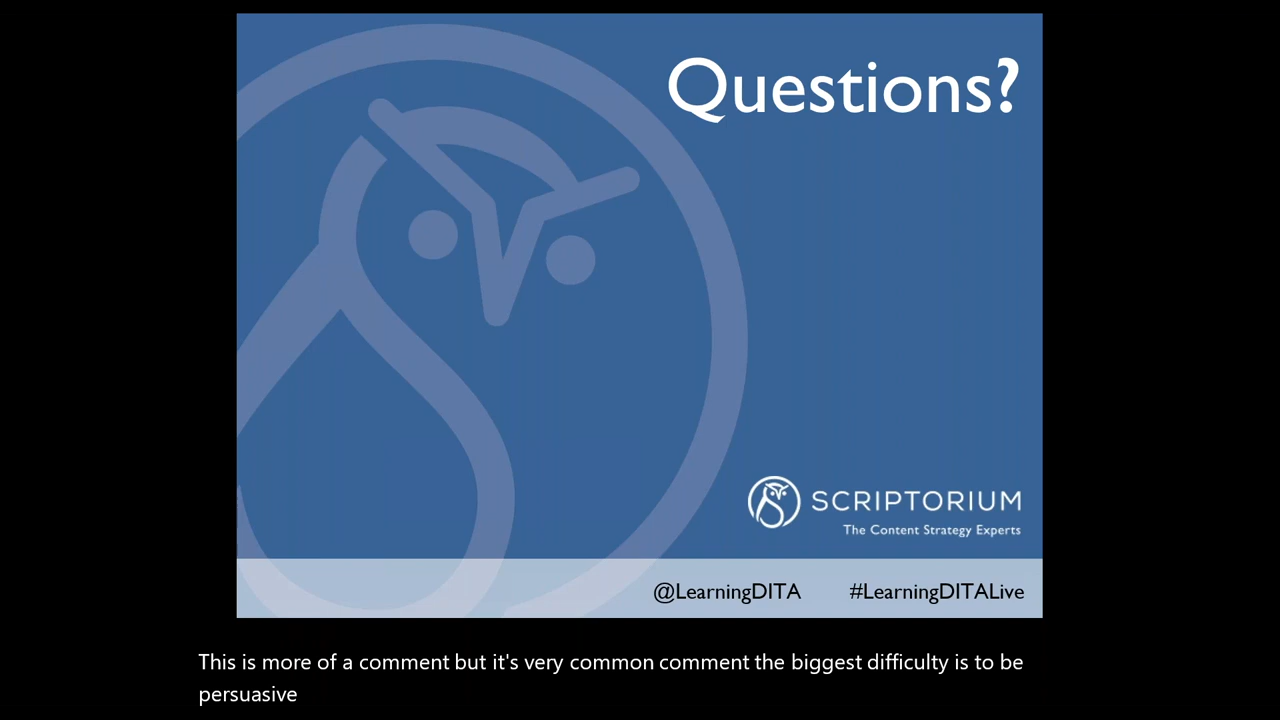 Questions?
SCRIPTORIUM
The Content Strategy Experts
@LearningDITA #LearningDITALive
This is more of a comment but it's very common comment the biggest difficulty is to be
persuasive